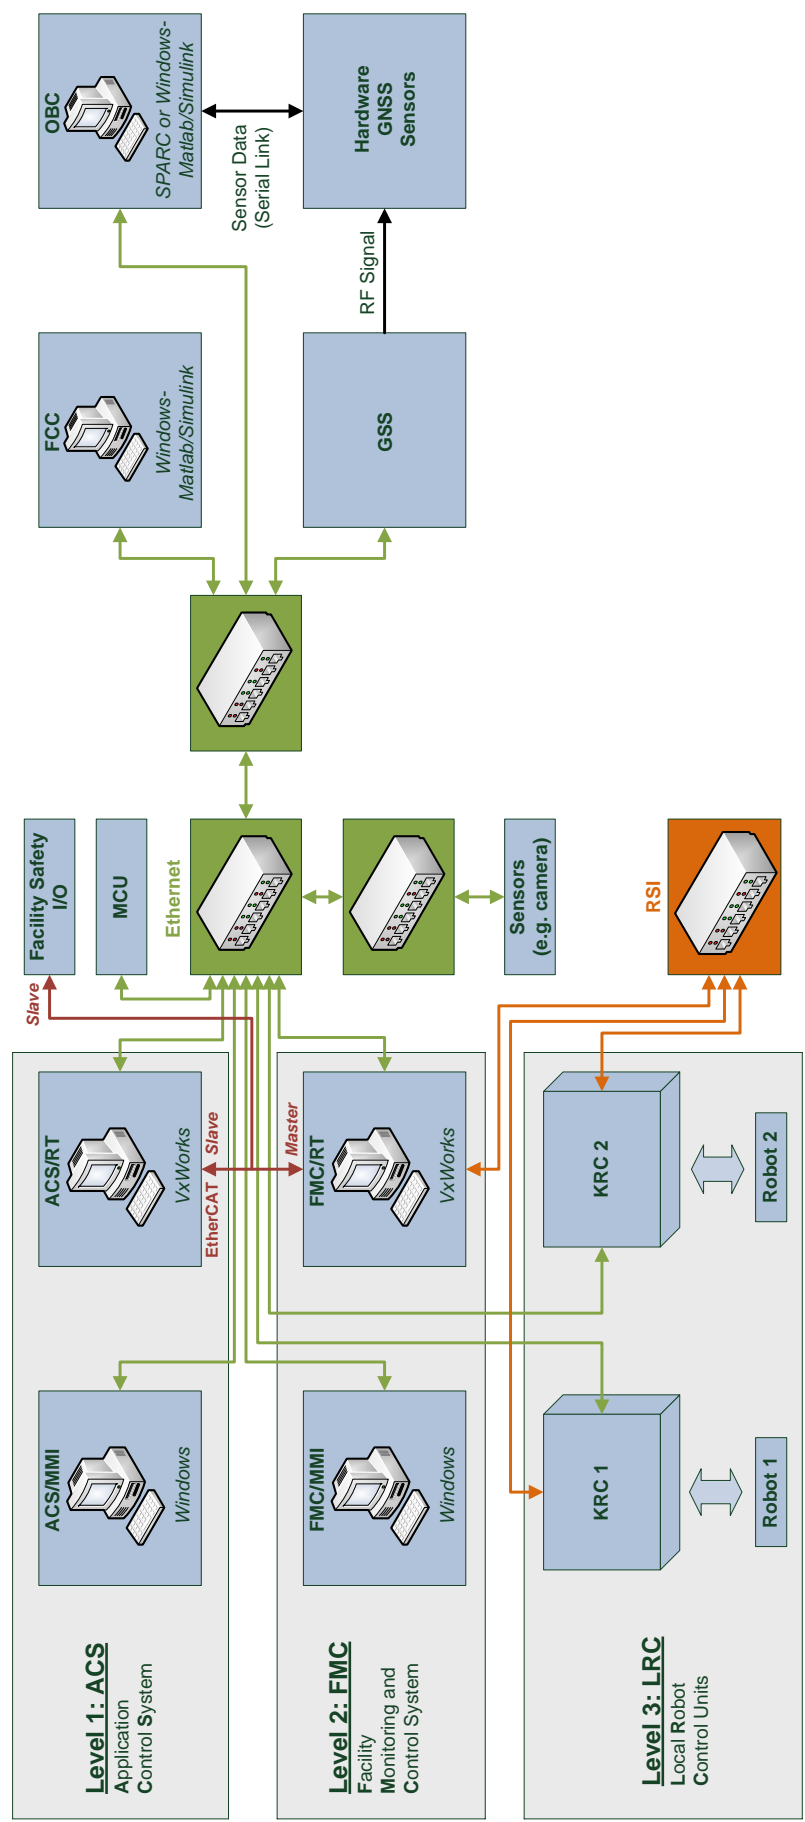 Level 1: ACS
Application
Control System
ACS/MMI
Windows
ACS/RT
VxWorks
EtherCAT
Slave
Slave
Facility Safety
I/O
MCU
Ethernet
FCC
Windows-
Matlab/Simulink
OBC
SPARC or Windows-
Matlab/Simulink
Sensor Data
(Serial Link)
Level 2: FMC
Facility
Monitoring and
Control System
FMC/MMI
Windows
Master
FMC/RT
VxWorks
GSS
RF Signal
Hardware
GNSS
Sensors
Sensors
(e.g. camera)
Level 3: LRC
Local Robot
Control Units
KRC 1
Robot 1
KRC 2
Robot 2
RSI